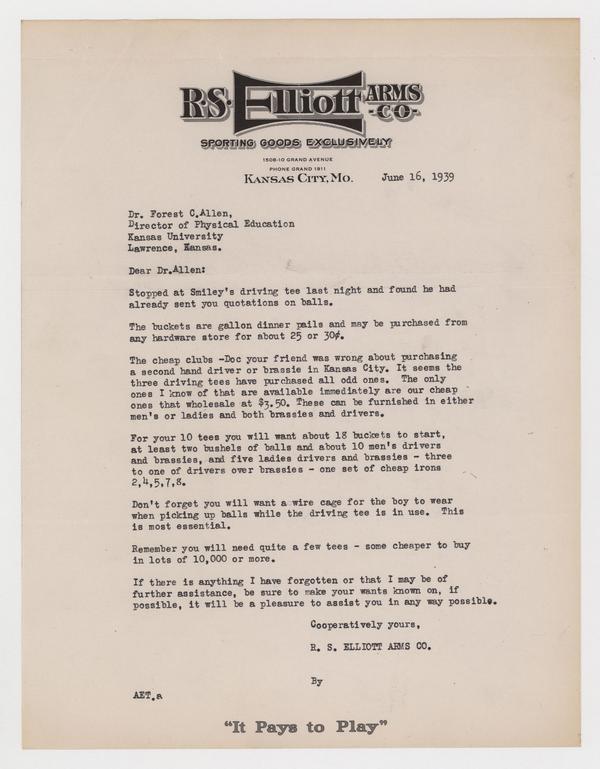 R·S· Elliott ARMS -CO-
SPORTING GOODS EXCLUSIVELY
1508-10 GRAND AVENUE
PHONE GRAND 1811
KANSAS CITY, MO. June 16, 1939
Dr. Forest C.Allen,
Director of Physical Education
Kansas University
Lawrence, Kansas.
Dear Dr.Allen:
Stopped at Smiley's driving tee last night and found he had
already sent you quotations on balls.
The buckets are gallon dinner pails and may be purchased from
any hardware store for about 25 or 30¢.
The cheap clubs -Doc your friend was wrong about purchasing
a second hand driver or brassie in Kansas City. It seems the
three driving tees have purchased all odd ones. The only
ones I know of that are available immediately are our cheap
ones that wholesale at $3.50. These can be furnished in either
men's or ladies and both brassies and drivers.
For your 10 tees you will want about 18 buckets to start,
at least two bushels of balls and about 10 men's drivers
and brassies, and five ladies drivers and brassies - three
to one of drivers over brassies - one set of cheap irons
2,4,5,7,8.
Don't forget you will want a wire cage for the boy to wear
when picking up balls while the driving tee is in use. This
is most essential.
Remember you will need quite a few tees - some cheaper to buy
in lots of 10,000 or more.
If there is anything I have forgotten or that I may be of
further assistance, be sure to make your wants known on, if
possible, it will be a pleasure to assist you in any way possible.
Cooperatively yours,
R. S. ELLIOTT ARMS CO.
By
AET.a
"It Pays to Play"